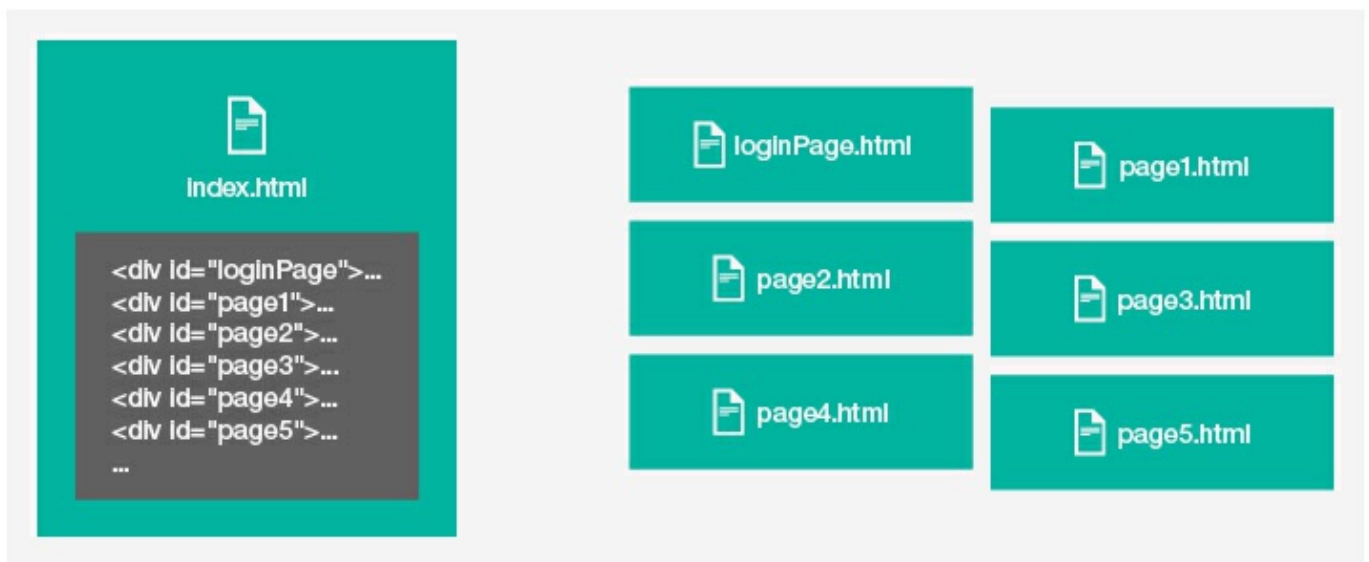 index.html
<div id="loginPage">...
<div id="page1">...
<div id="page2">...
<div id="page3">...
<div id="page4">...
<div id="page5">...
...
loginPage.html
page1.html
page2.html
page3.html
page4.html
page5.html